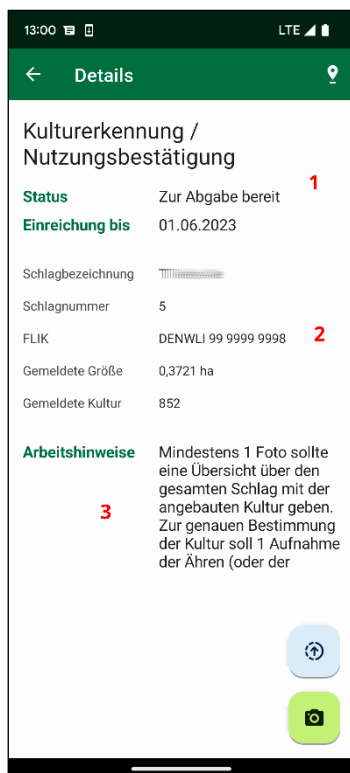 13:00 LTE
Details
Kulturerkennung /
Nutzungsbestätigung
1
Status Zur Abgabe bereit
Einreichung bis 01.06.2023
Schlagbezeichnung
Schlagnummer 5
FLIK DENWLI 99 9999 9998
2
Gemeldete Größe 0,3721 ha
Gemeldete Kultur 852
Arbeitshinweise Mindestens 1 Foto sollte
eine Übersicht über den
gesamten Schlag mit der
3
angebauten Kultur geben.
Zur genauen Bestimmung
der Kultur soll 1 Aufnahme
der Ähren (oder der